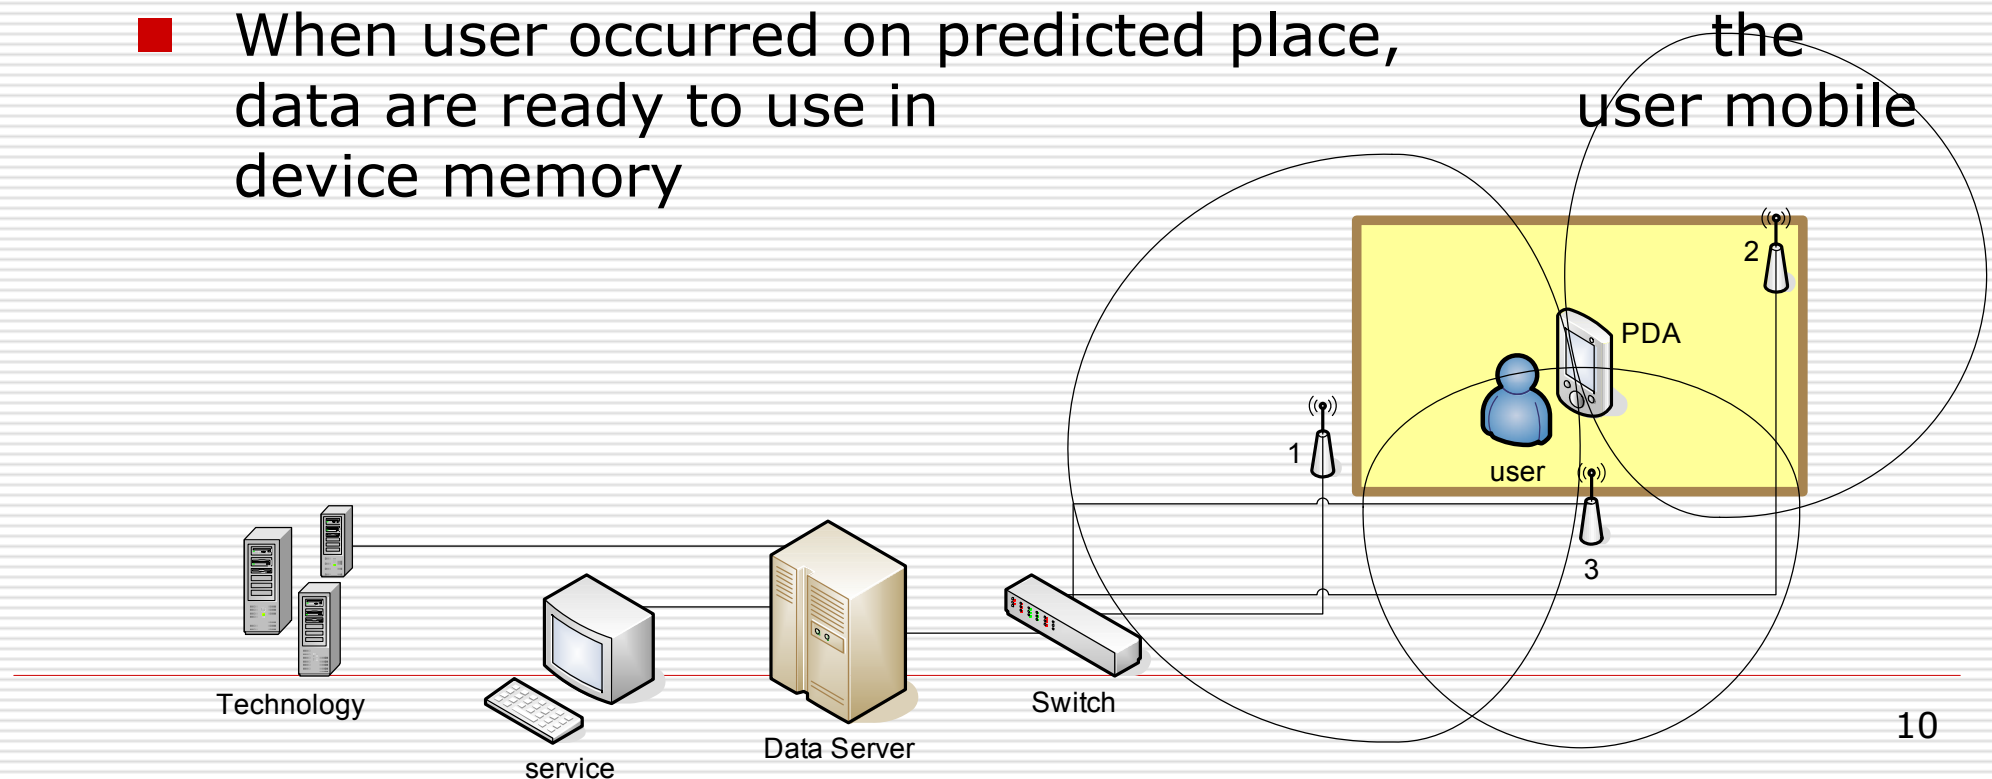 When user occurred on predicted place, the
data are ready to use in user mobile
device memory
2
PDA
1
user
3
Technology
Switch
10
Data Server
service